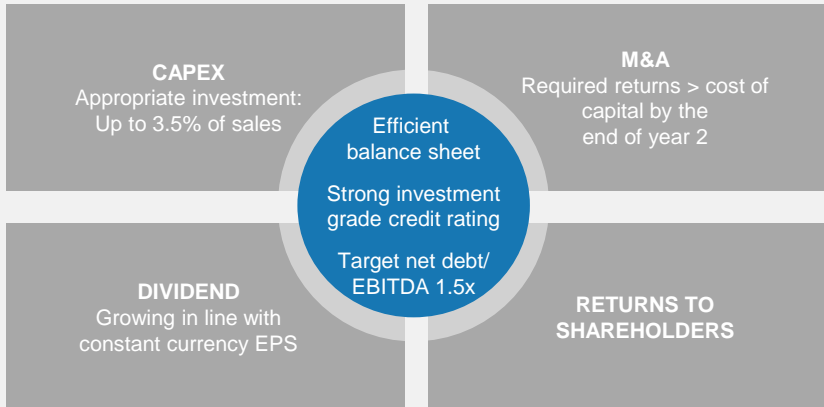 CAPEX
Appropriate investment:
Up to 3.5% of sales
M&A
Required returns > cost of
capital by the
end of year 2
Efficient
balance sheet
Strong investment
grade credit rating
Target net debt/
EBITDA 1.5x
DIVIDEND
Growing in line with
constant currency EPS
RETURNS TO
SHAREHOLDERS